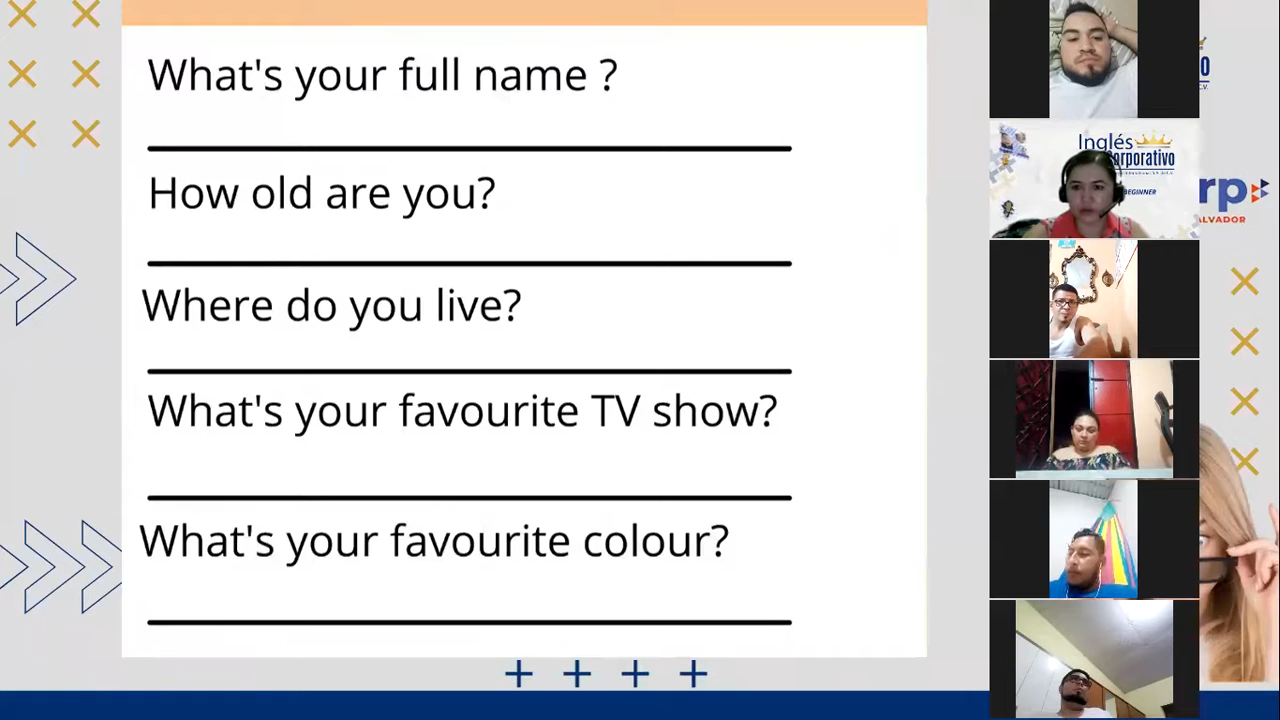 What's your full name ?
How old are you?
Where do you live?
What's your favourite TV show?
What's your favourite colour?
Inglés
Corporativo
BEGINNER
rp
ALVADOR